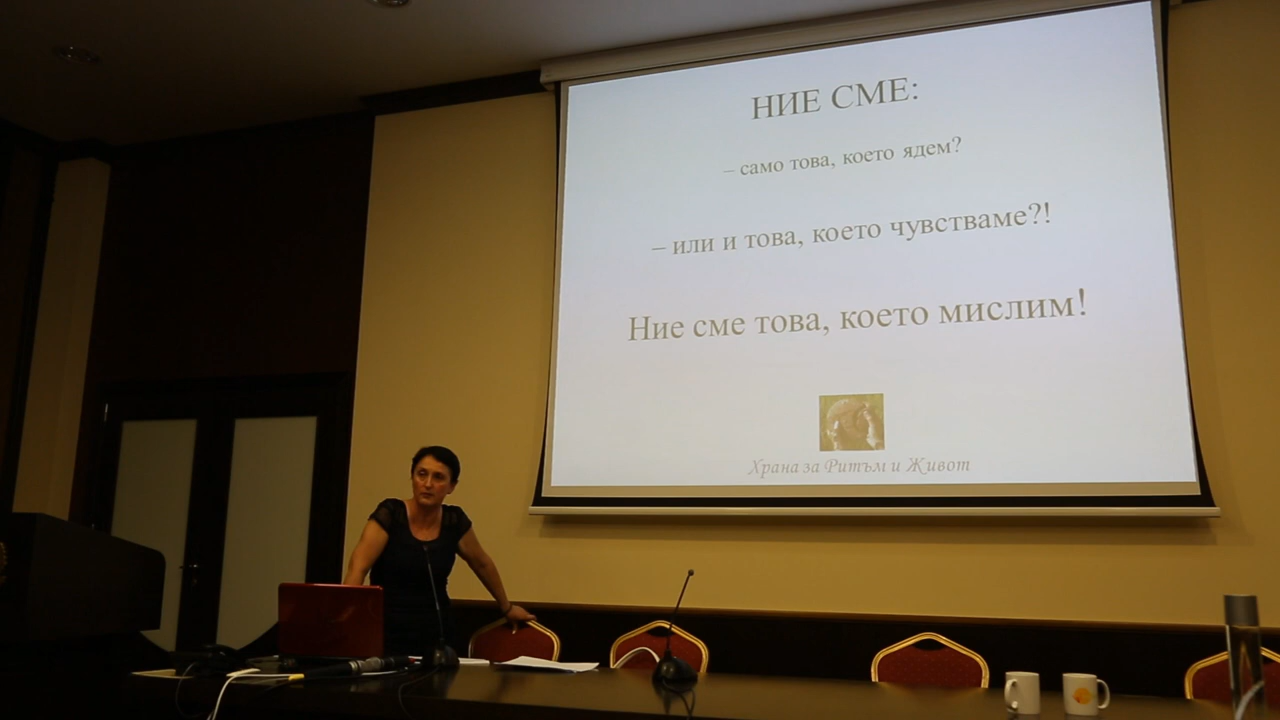 НИЕ СМЕ:
– само това, което ядем?
– или и това, което чувстваме?!
Ние сме това, което мислим!
Храна за Ритъм и Живот